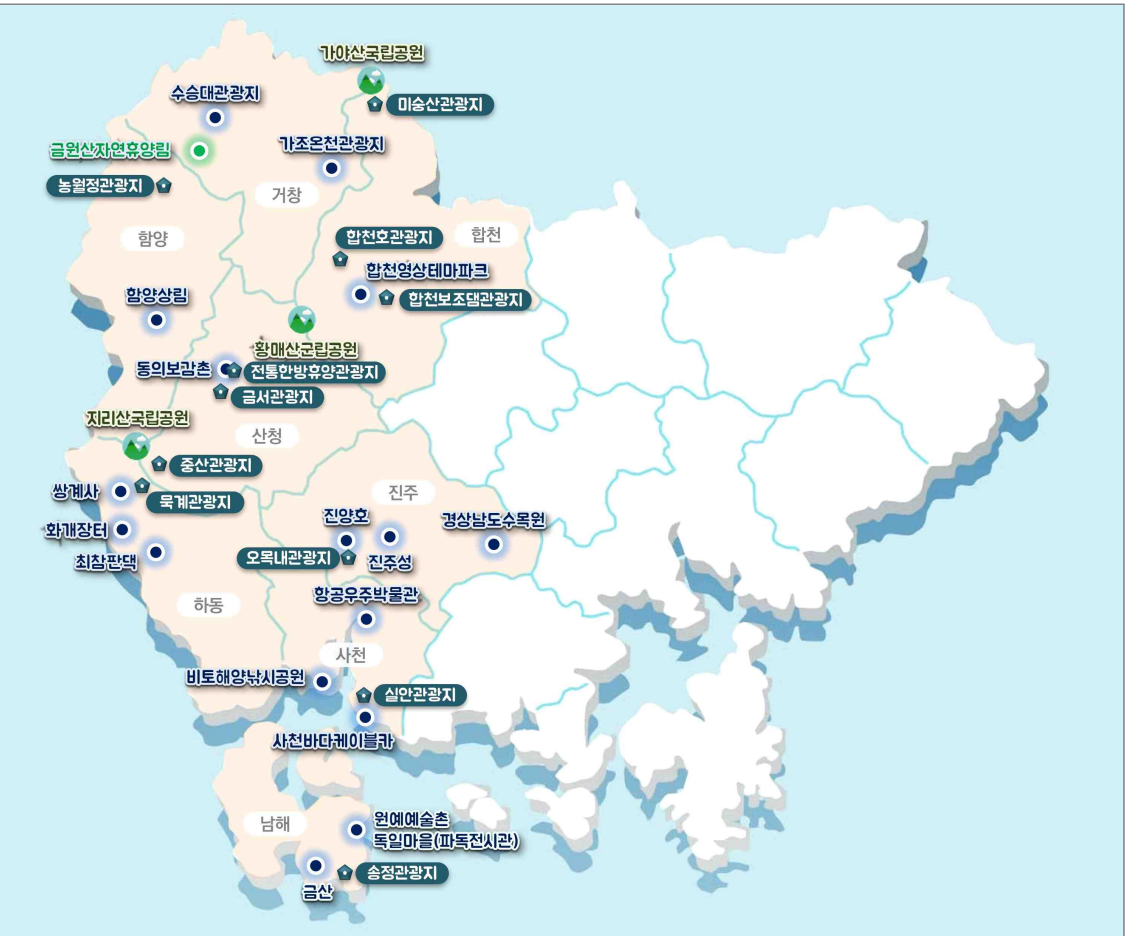 가야산국립공원
수승대관광지
미숭산관광지
금원산자연휴양림
가조온천관광지
농월정관광지
거창
함양
합천호관광지
합천
합천영상테마파크
합천보조댐관광지
함양상림
황매산군립공원
동의보감촌
전통한방휴양관광지
금서관광지
지리산국립공원
산청
중산관광지
쌍계사
묵계관광지
진주
화개장터
진양호
경상남도수목원
최참판댁
오목내관광지
진주성
하동
항공우주박물관
사천
비토해양낚시공원
실안관광지
사천바다케이블카
남해
원예예술촌
독일마을(파독전시관)
송정관광지
금산